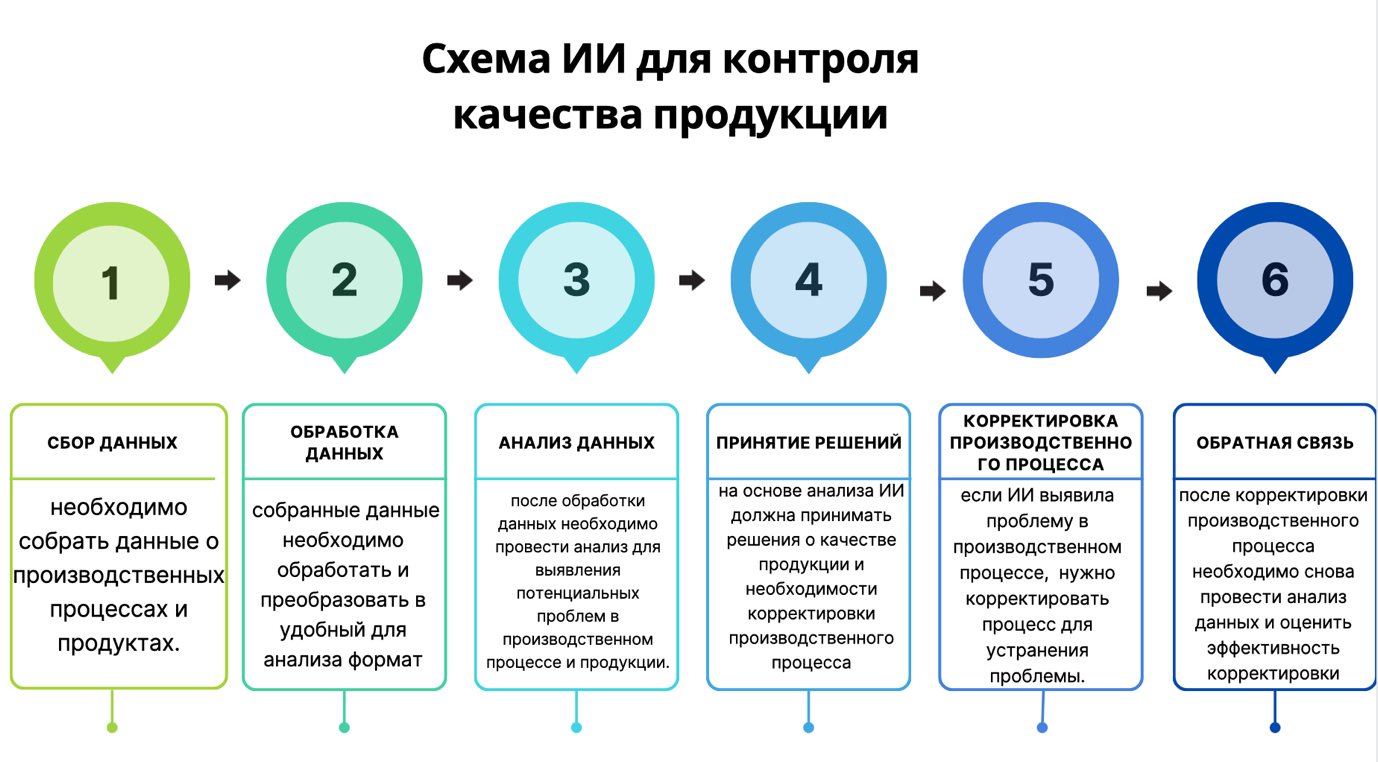 Схема ИИ для контроля
качества продукции
1
2
3
4
5
6
СБОР ДАННЫХ
необходимо
собрать данные о
производственных
процессах и
продуктах.
ОБРАБОТКА
ДАННЫХ
собранные данные
необходимо
обработать и
преобразовать в
удобный для
анализа формат
АНАЛИЗ ДАННЫХ
после обработки
данных необходимо
провести анализ для
выявления
потенциальных
проблем в
производственном
процессе и продукции.
ПРИНЯТИЕ РЕШЕНИЙ
на основе анализа ИИ
должна принимать
решения о качестве
продукции и
необходимости
корректировки
производственного
процесса
КОРРЕКТИРОВКА
ПРОИЗВОДСТВЕННО
ГО ПРОЦЕССА
если ИИ выявила
проблему в
производственном
процессе, нужно
корректировать
процесс для
устранения
проблемы.
ОБРАТНАЯ СВЯЗЬ
после корректировки
производственного
процесса
необходимо снова
провести анализ
данных и оценить
эффективность
корректировки